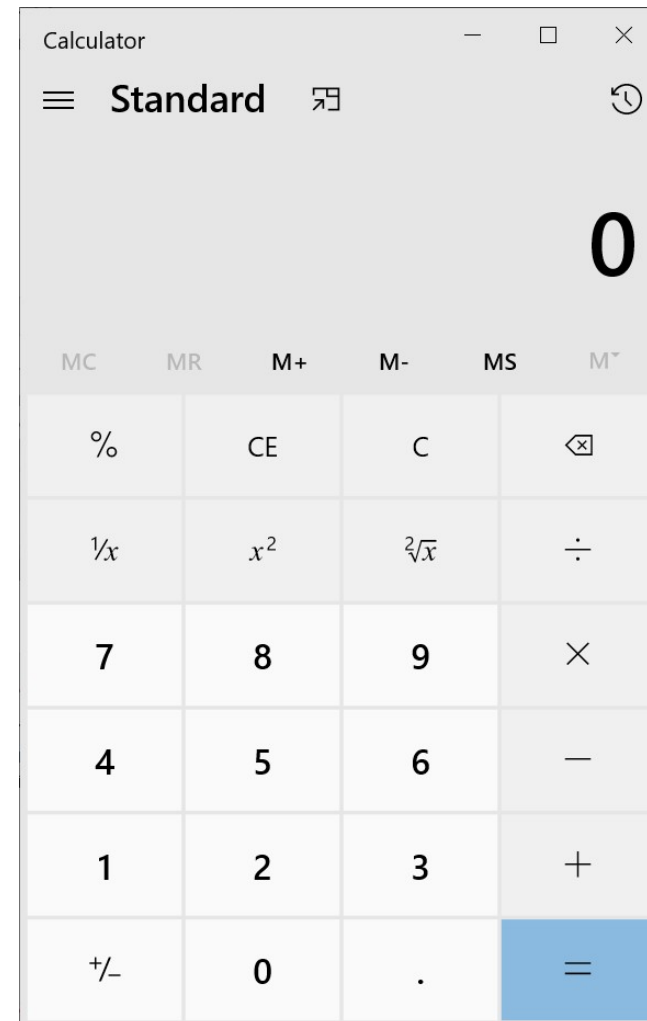 Calculator
Standard
0
MC MR M+ M- MS M
% CE C
1/x x² ²√x ÷
7 8 9 ×
4 5 6 −
1 2 3 +
+/− 0 . =